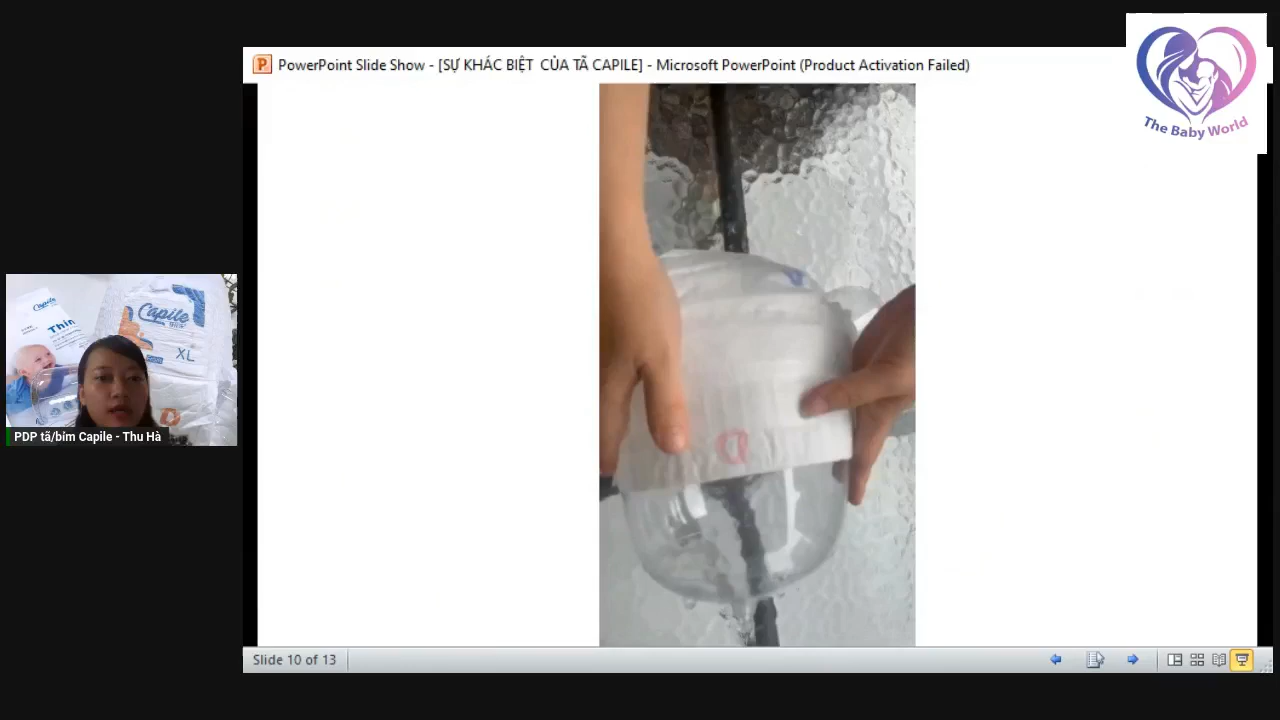 PowerPoint Slide Show - [SỰ KHÁC BIỆT CỦA TÃ CAPILE] - Microsoft PowerPoint (Product Activation Failed)
The Baby World
Capile
Thin
Capile
XL
PDP tã/bỉm Capile - Thu Hà
Slide 10 of 13